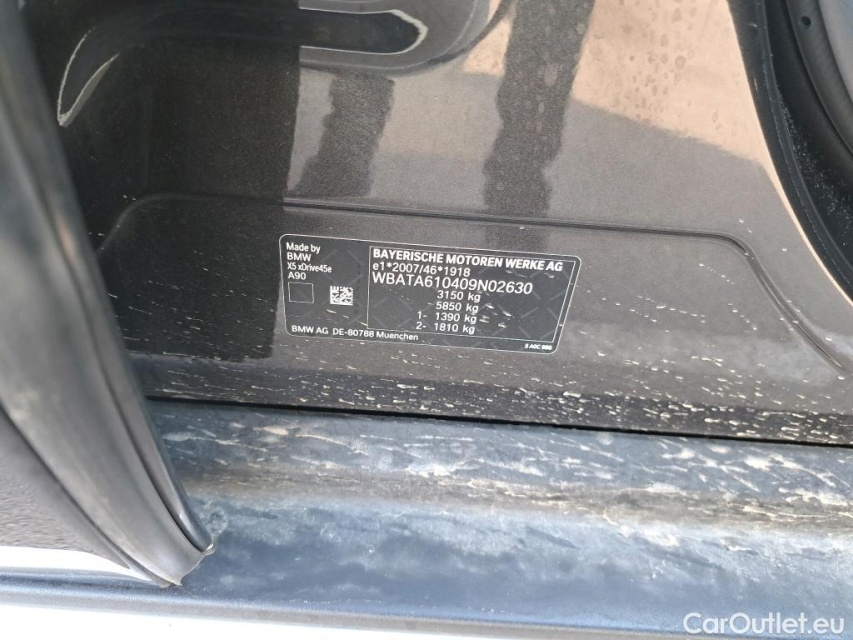 Made by
BMW
X5 xDrive45e
A90
BAYERISCHE MOTOREN WERKE AG
e1*2007/46*1918
WBATA610409N02630
3150 kg
5850 kg
1- 1390 kg
2- 1810 kg
BMW AG DE-80788 Muenchen
CarOutlet.eu